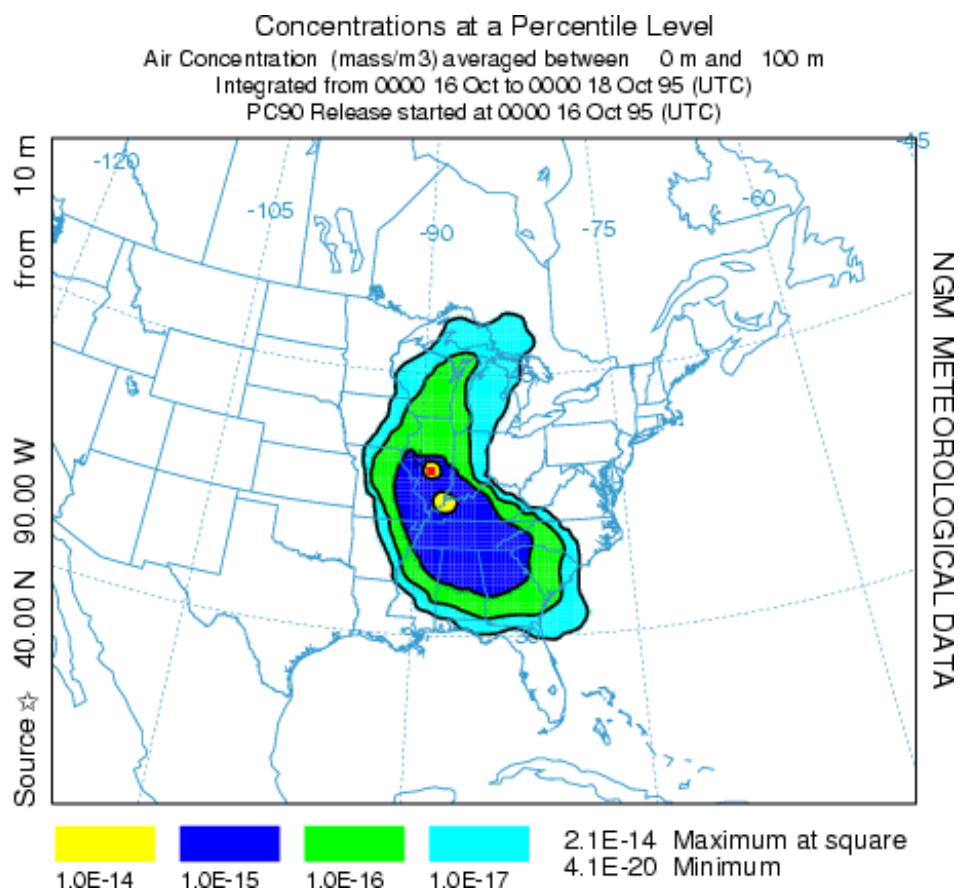 Concentrations at a Percentile Level
Air Concentration (mass/m3) averaged between 0 m and 100 m
Integrated from 0000 16 Oct to 0000 18 Oct 95 (UTC)
PC90 Release started at 0000 16 Oct 95 (UTC)
Source ☆ 40.00 N 90.00 W from 10 m
-120
-105
-90
-75
-60
-45
30
NGM METEOROLOGICAL DATA
1.0E-14 1.0E-15 1.0E-16 1.0E-17
2.1E-14 Maximum at square
4.1E-20 Minimum